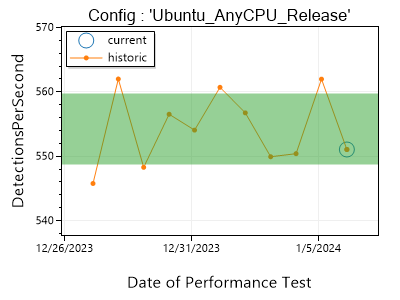 Config : 'Ubuntu_AnyCPU_Release'
current
historic
DetectionsPerSecond
570
560
550
540
12/26/2023
12/31/2023
1/5/2024
Date of Performance Test